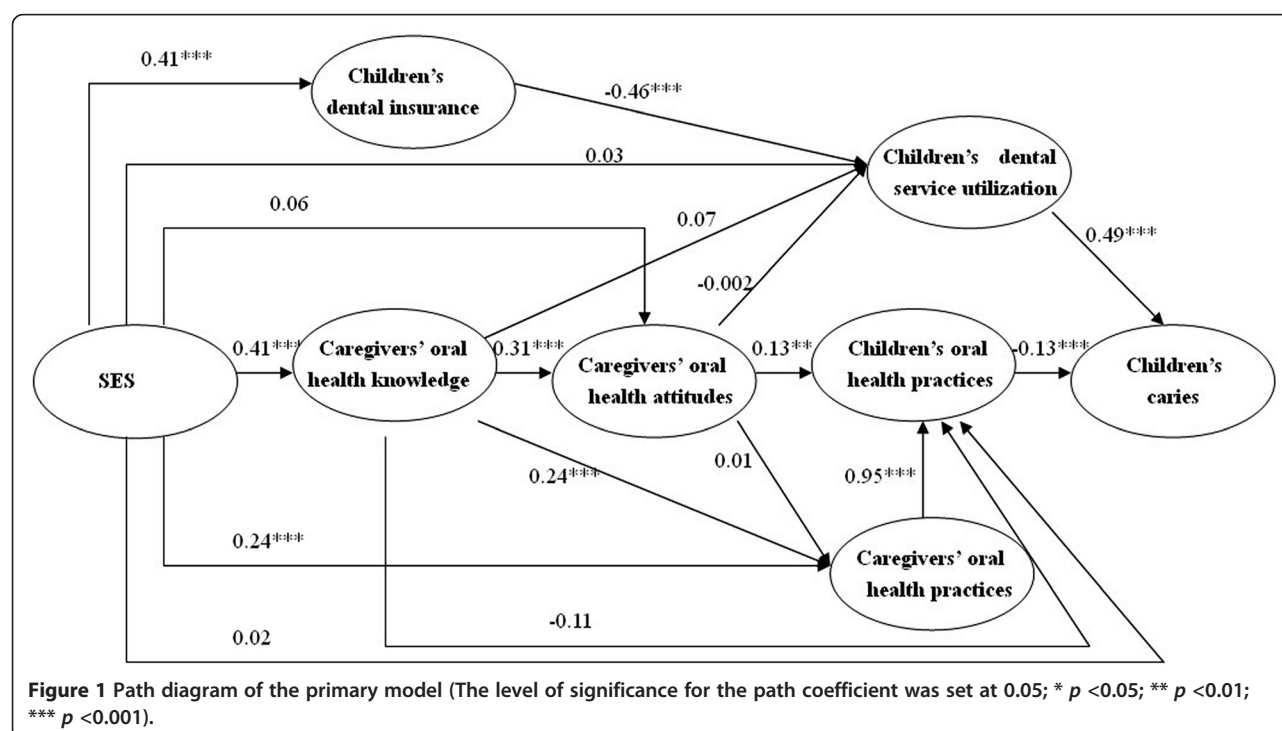 0.41***
Children's
dental insurance
-0.46***
0.03
Children's dental
service utilization
0.06
0.07
-0.002
0.49***
SES
0.41***
Caregivers' oral
health knowledge
0.31***
Caregivers' oral
health attitudes
0.13**
Children's oral
health practices
-0.13***
Children's
caries
0.24***
0.01
0.95***
0.24***
Caregivers' oral
health practices
-0.11
0.02
Figure 1 Path diagram of the primary model (The level of significance for the path coefficient was set at 0.05; * p <0.05; ** p <0.01;
*** p <0.001).